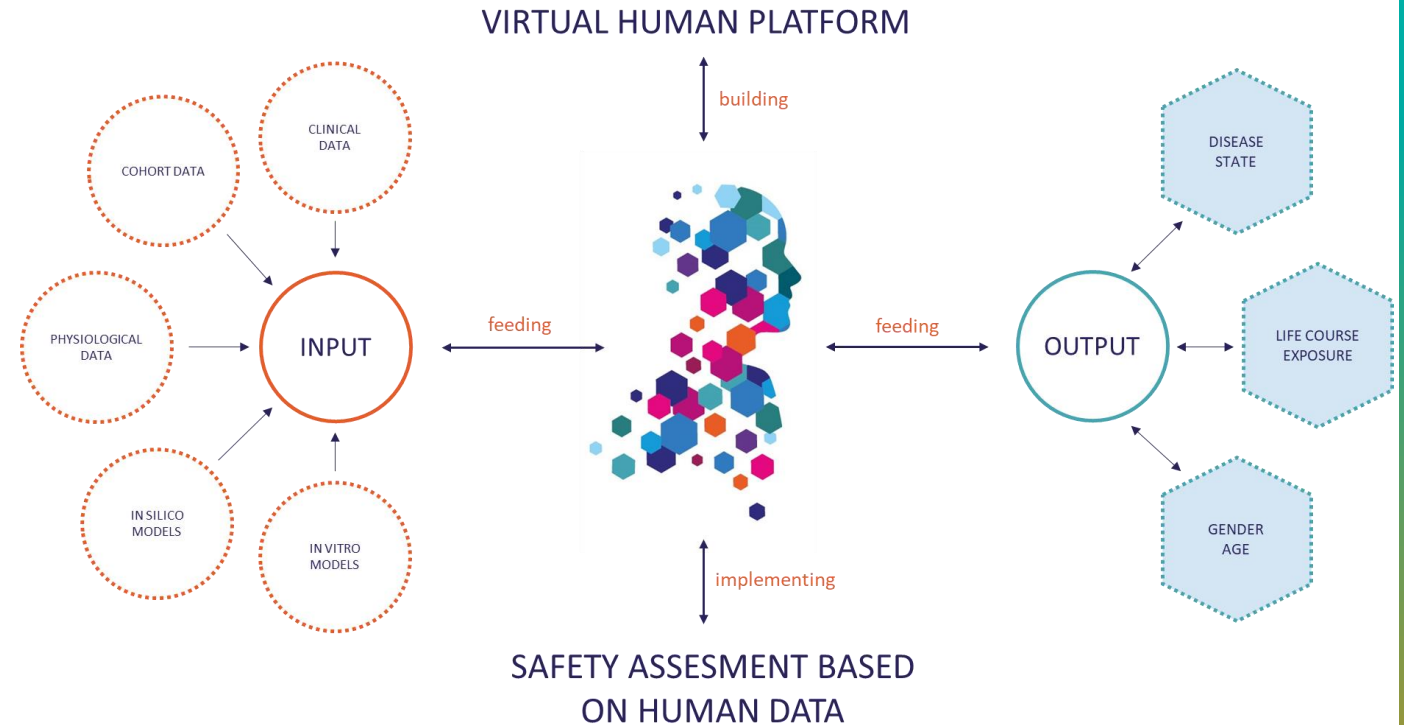 VIRTUAL HUMAN PLATFORM
building
CLINICAL
DATA
COHORT DATA
PHYSIOLOGICAL
DATA
IN SILICO
MODELS
IN VITRO
MODELS
INPUT
feeding
feeding
OUTPUT
DISEASE
STATE
LIFE COURSE
EXPOSURE
GENDER
AGE
implementing
SAFETY ASSESMENT BASED
ON HUMAN DATA